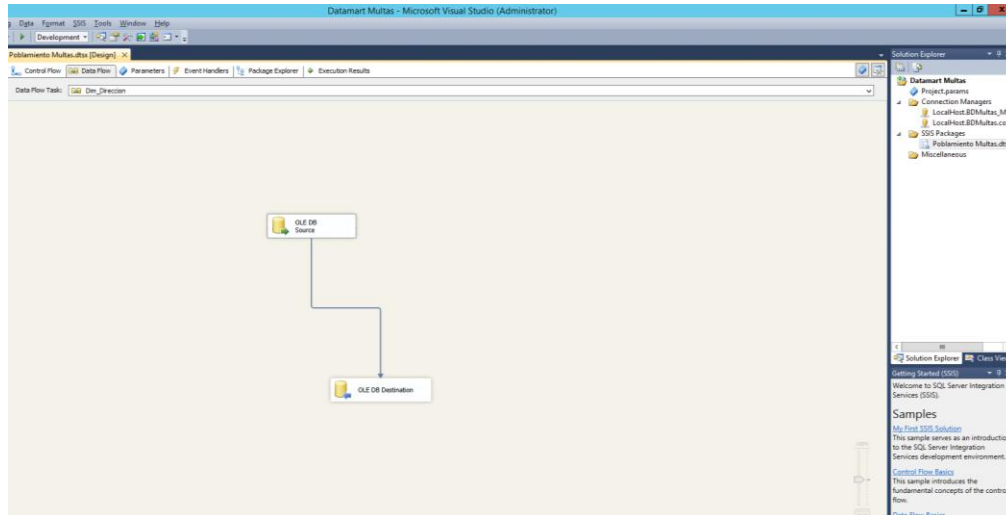 Datamart Multas - Microsoft Visual Studio (Administrator)
Data Format SSIS Tools Window Help
Development
Poblamiento Multas.dtsx [Design]
Control Flow Data Flow Parameters Event Handlers Package Explorer Execution Results
Data Flow Task: Dim_Direccion
OLE DB
Source
OLE DB Destination
Solution Explorer
Datamart Multas
Project.params
Connection Managers
LocalHost.BDMultas_M
LocalHost.BDMultas.co
SSIS Packages
Poblamiento Multas.dt
Miscellaneous
Solution Explorer Class Vie
Getting Started (SSIS)
Welcome to SQL Server Integration
Services (SSIS).
Samples
My First SSIS Solution
This sample serves as an introductio
to the SQL Server Integration
Services development environment.
Control Flow Basics
This sample introduces the
fundamental concepts of the contro
flow.
Data Flow Basics